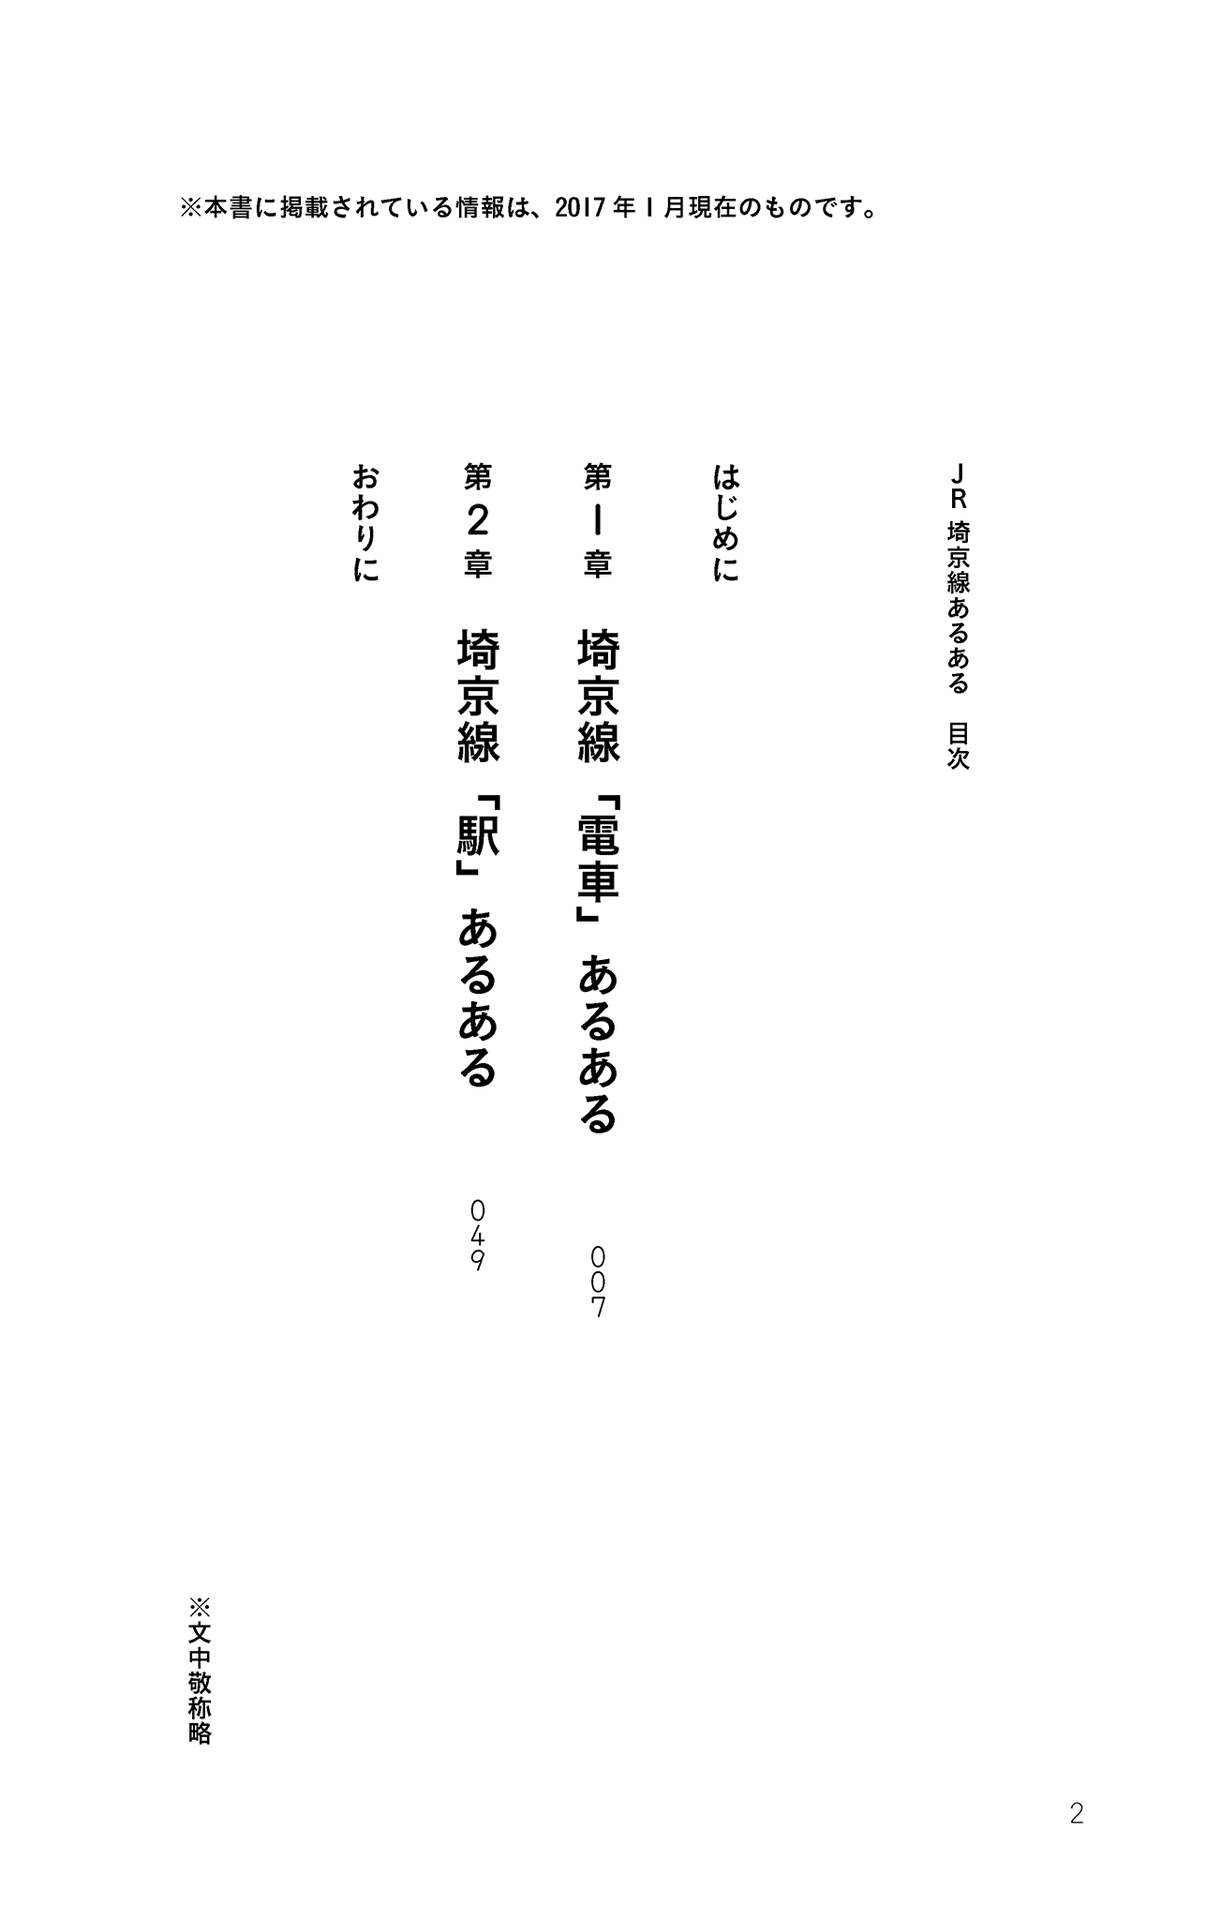 ※本書に掲載されている情報は、2017年1月現在のものです。
JR埼京線あるある　目次
はじめに
第1章　埼京線「電車」あるある　007
第2章　埼京線「駅」あるある　049
おわりに
※文中敬称略
2